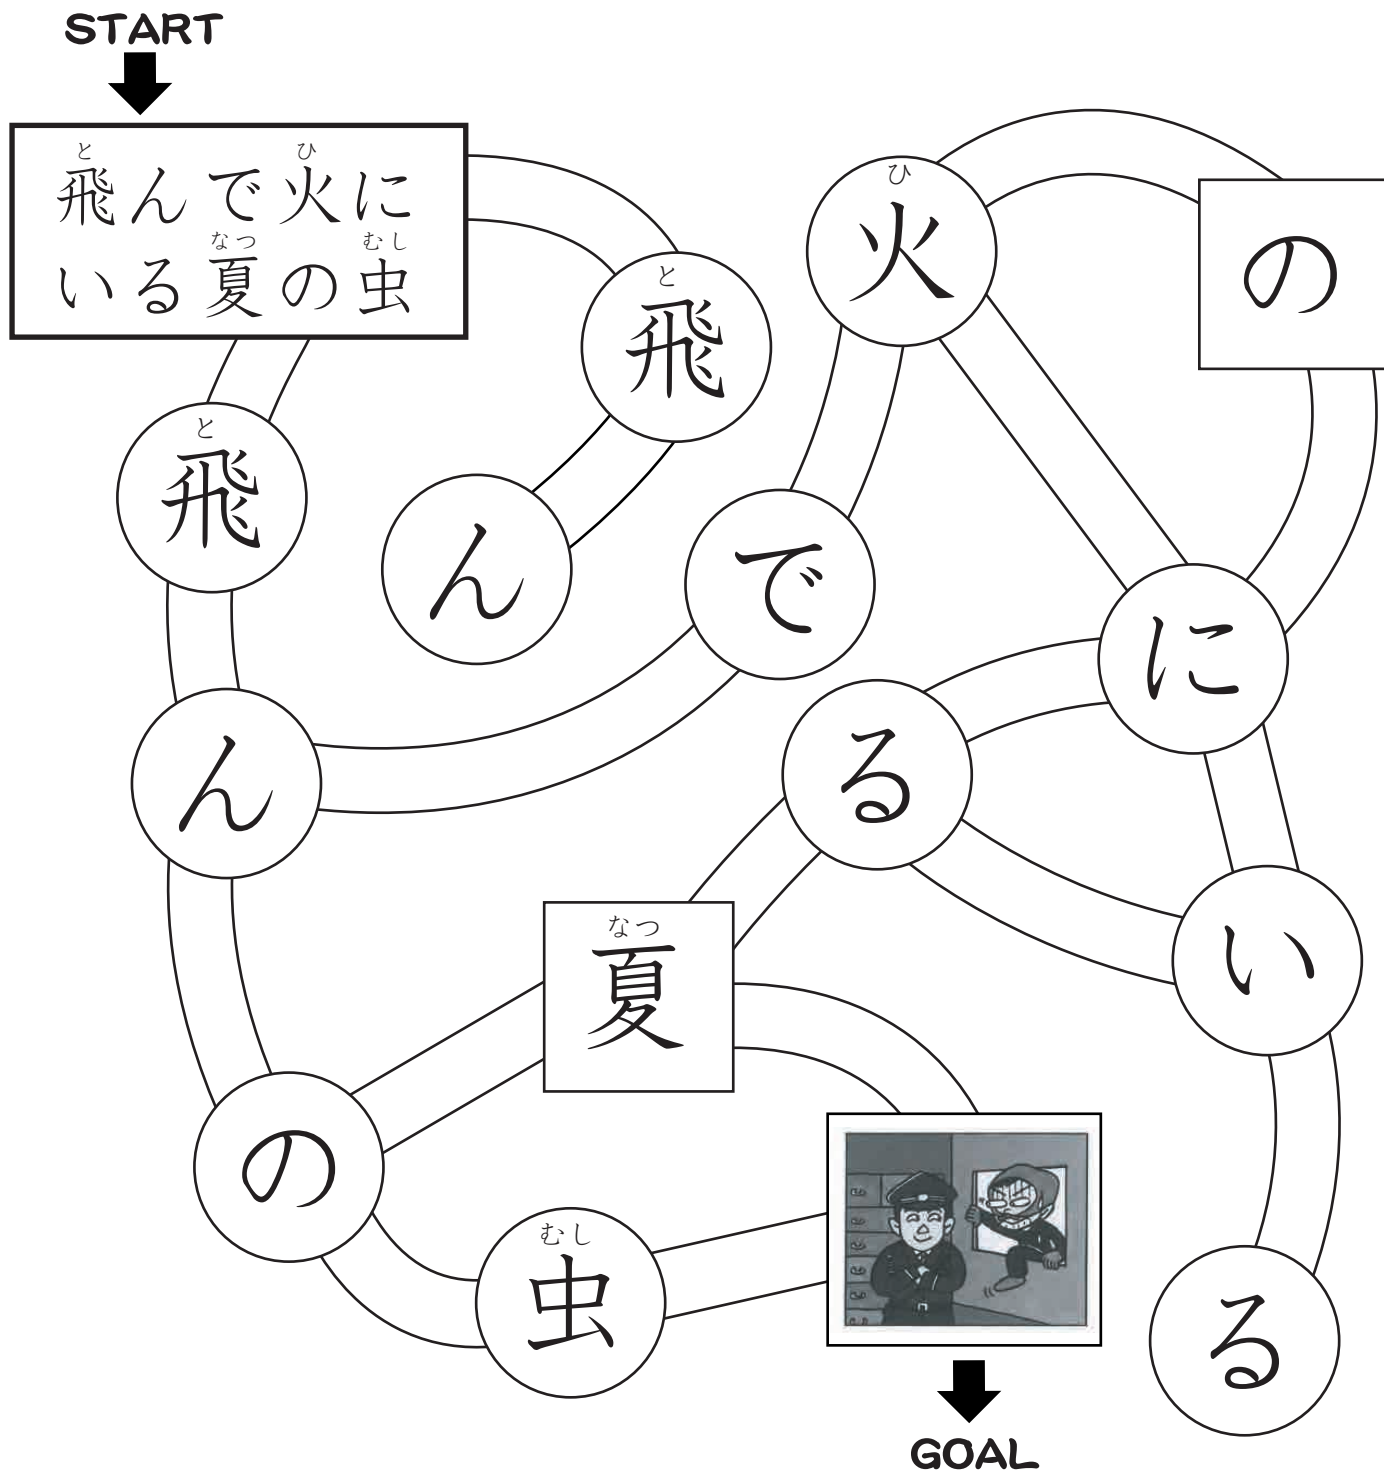 START
飛んで火に
いる夏の虫
火
の
飛
飛
ん
で
に
ん
る
い
夏
の
虫
る
GOAL